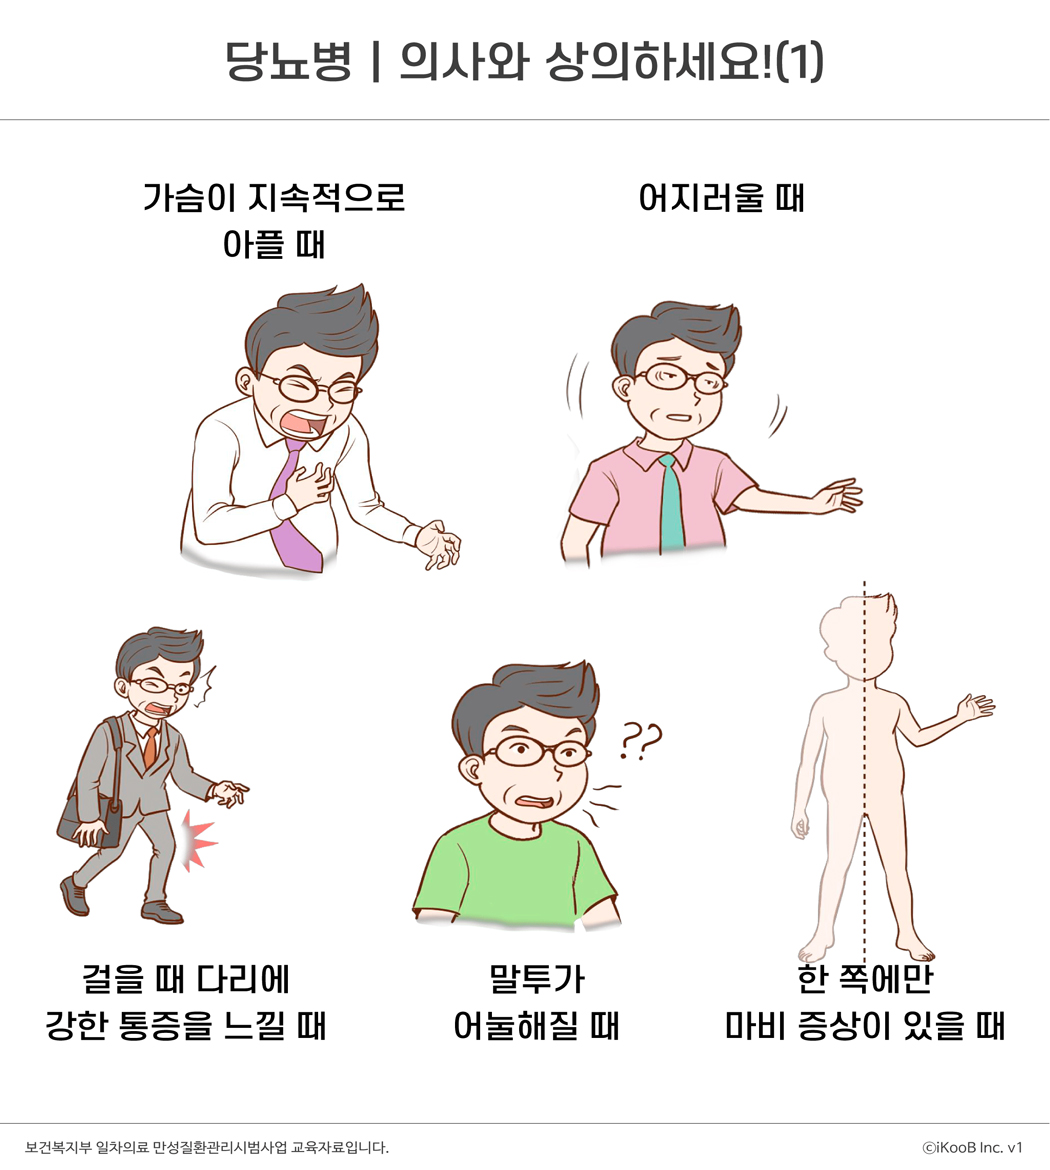 당뇨병 | 의사와 상의하세요!(1)
가슴이 지속적으로
아플 때
어지러울 때
??
걸을 때 다리에
강한 통증을 느낄 때
말투가
어눌해질 때
한 쪽에만
마비 증상이 있을 때
보건복지부 일차의료 만성질환관리시범사업 교육자료입니다.
©iKooB Inc. v1